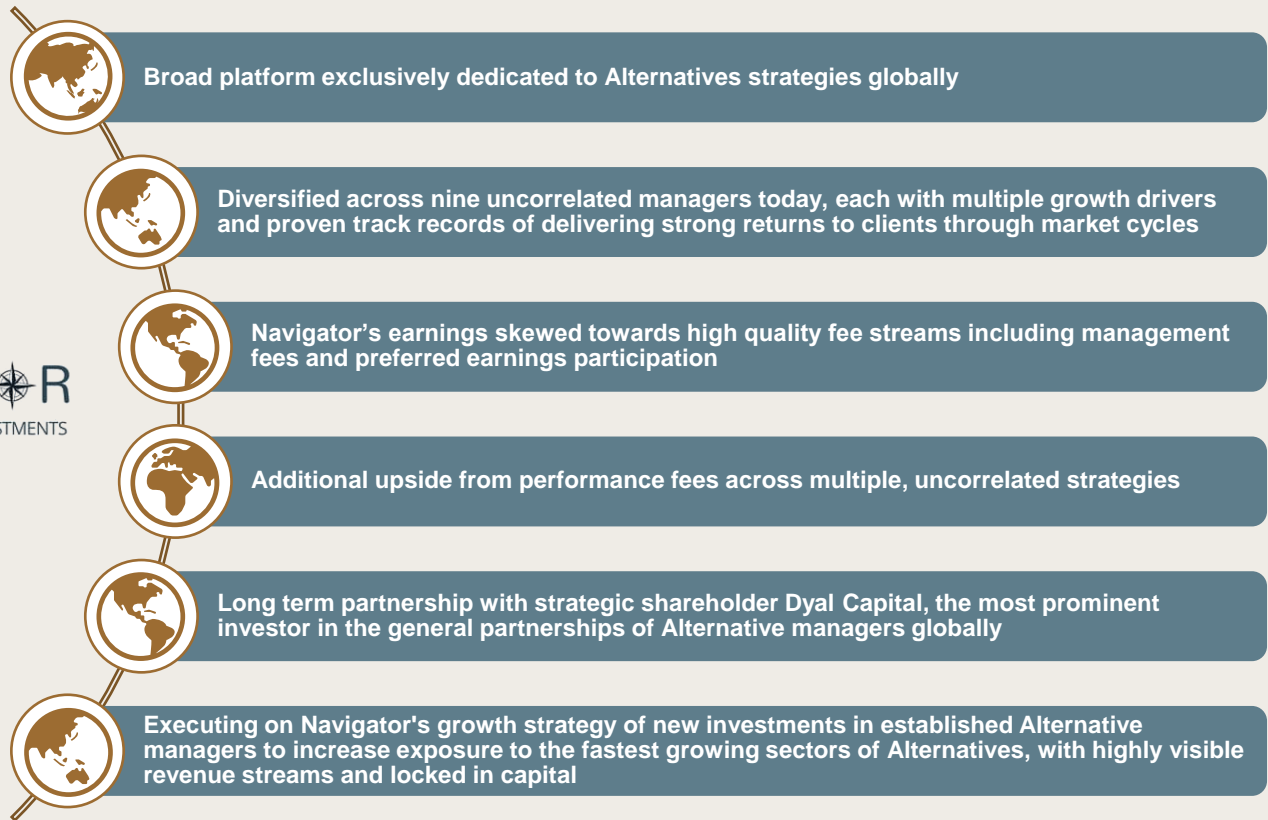 Broad platform exclusively dedicated to Alternatives strategies globally
Diversified across nine uncorrelated managers today, each with multiple growth drivers
and proven track records of delivering strong returns to clients through market cycles
Navigator’s earnings skewed towards high quality fee streams including management
fees and preferred earnings participation
R
STMENTS
Additional upside from performance fees across multiple, uncorrelated strategies
Long term partnership with strategic shareholder Dyal Capital, the most prominent
investor in the general partnerships of Alternative managers globally
Executing on Navigator's growth strategy of new investments in established Alternative
managers to increase exposure to the fastest growing sectors of Alternatives, with highly visible
revenue streams and locked in capital